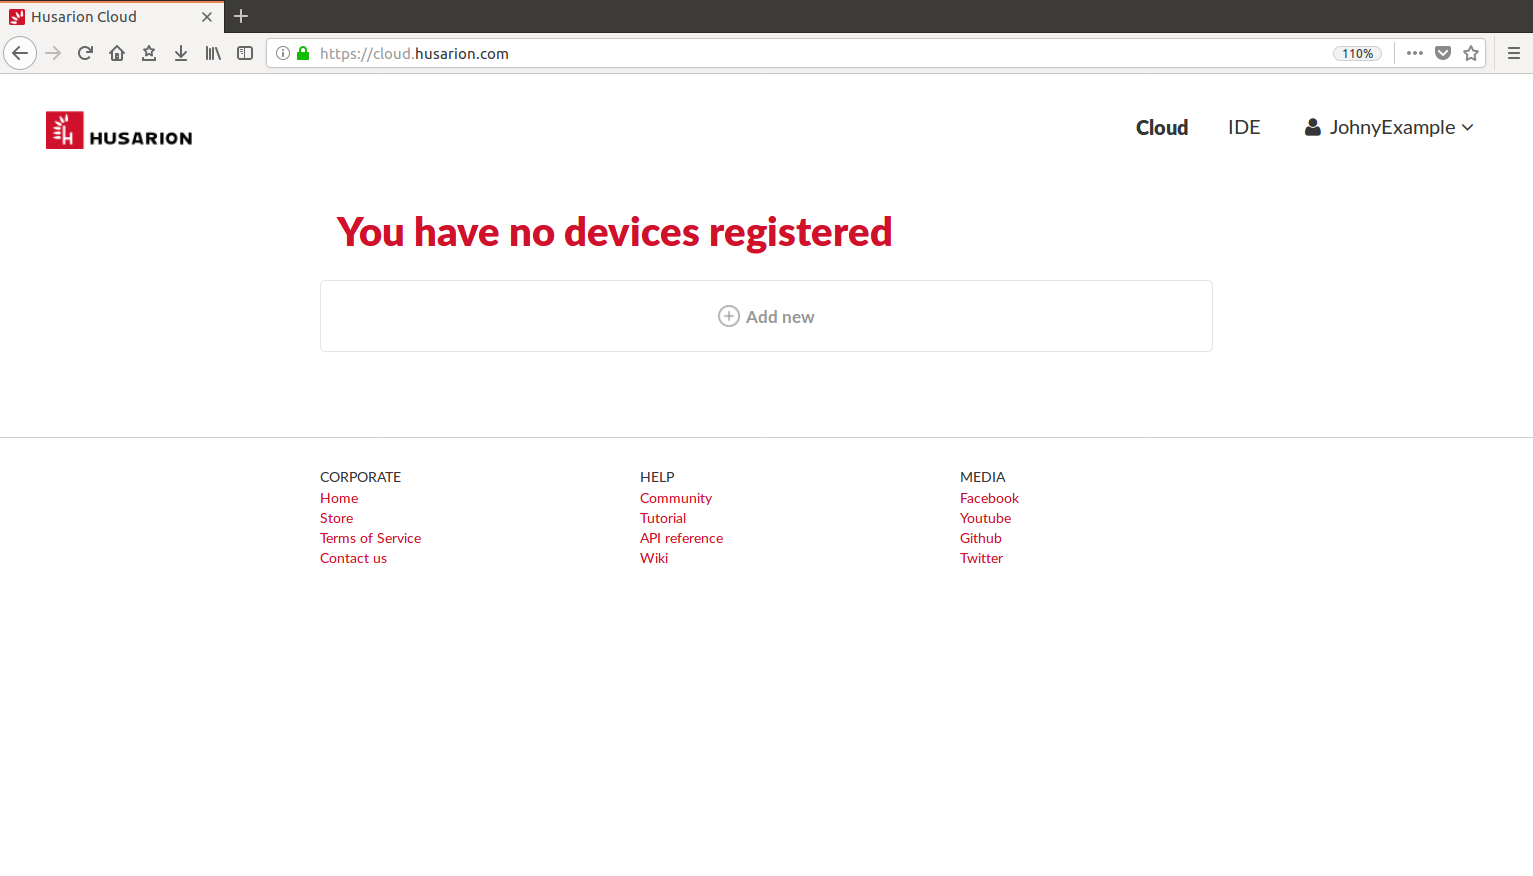 Husarion Cloud
https://cloud.husarion.com
110%
HUSARION
Cloud
IDE
JohnyExample
You have no devices registered
Add new
CORPORATE
Home
Store
Terms of Service
Contact us
HELP
Community
Tutorial
API reference
Wiki
MEDIA
Facebook
Youtube
Github
Twitter